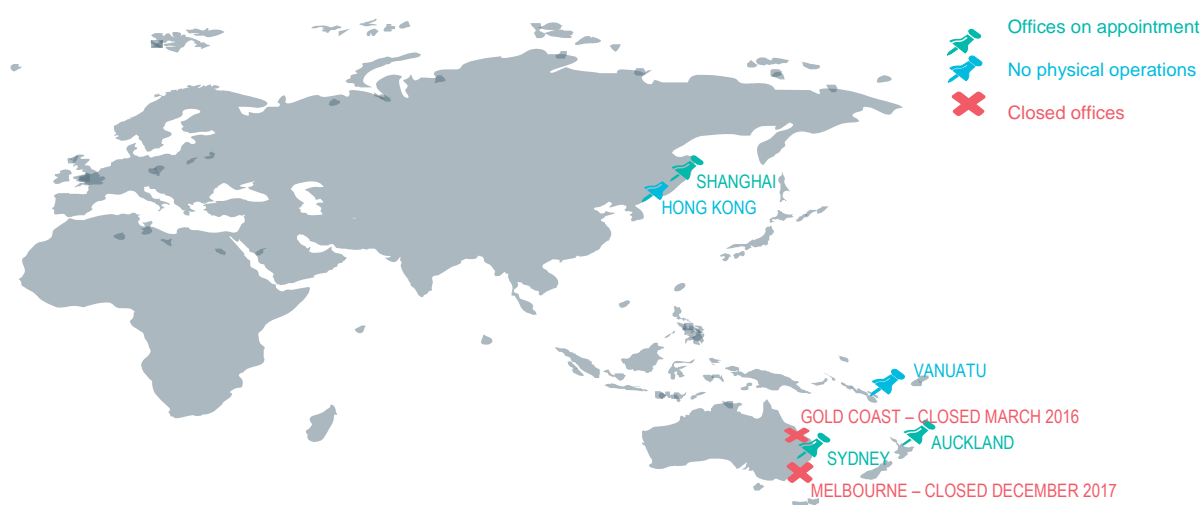 Offices on appointment
No physical operations
Closed offices
SHANGHAI
HONG KONG
VANUATU
GOLD COAST – CLOSED MARCH 2016
AUCKLAND
SYDNEY
MELBOURNE – CLOSED DECEMBER 2017